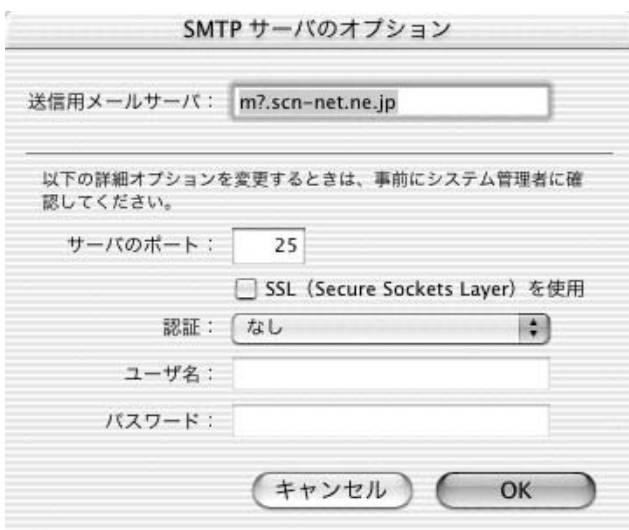 SMTP サーバのオプション
送信用メールサーバ： m?.scn-net.ne.jp
以下の詳細オプションを変更するときは、事前にシステム管理者に確
認してください。
サーバのポート： 25
SSL（Secure Sockets Layer）を使用
認証： なし
ユーザ名：
パスワード：
キャンセル OK